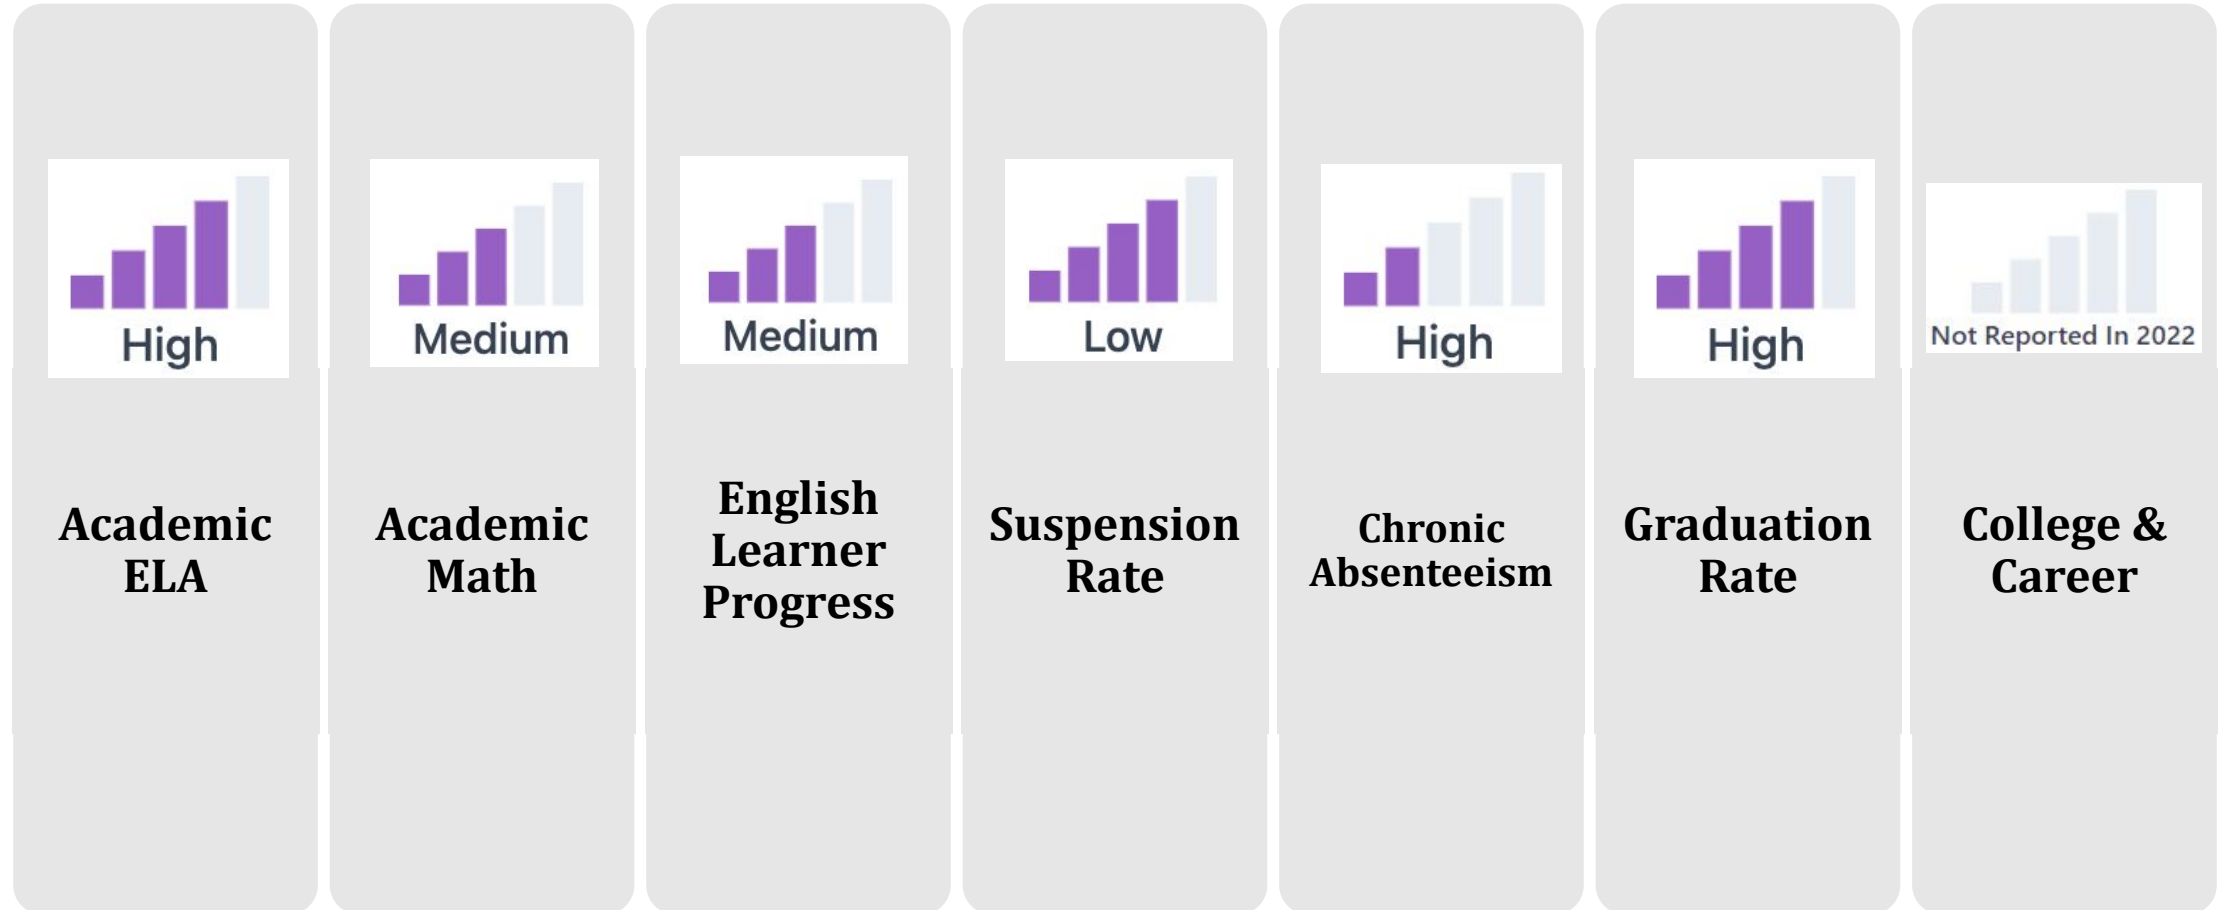 High
Academic
ELA
Medium
Academic
Math
Medium
English
Learner
Progress
Low
Suspension
Rate
High
Chronic
Absenteeism
High
Graduation
Rate
Not Reported In 2022
College &
Career